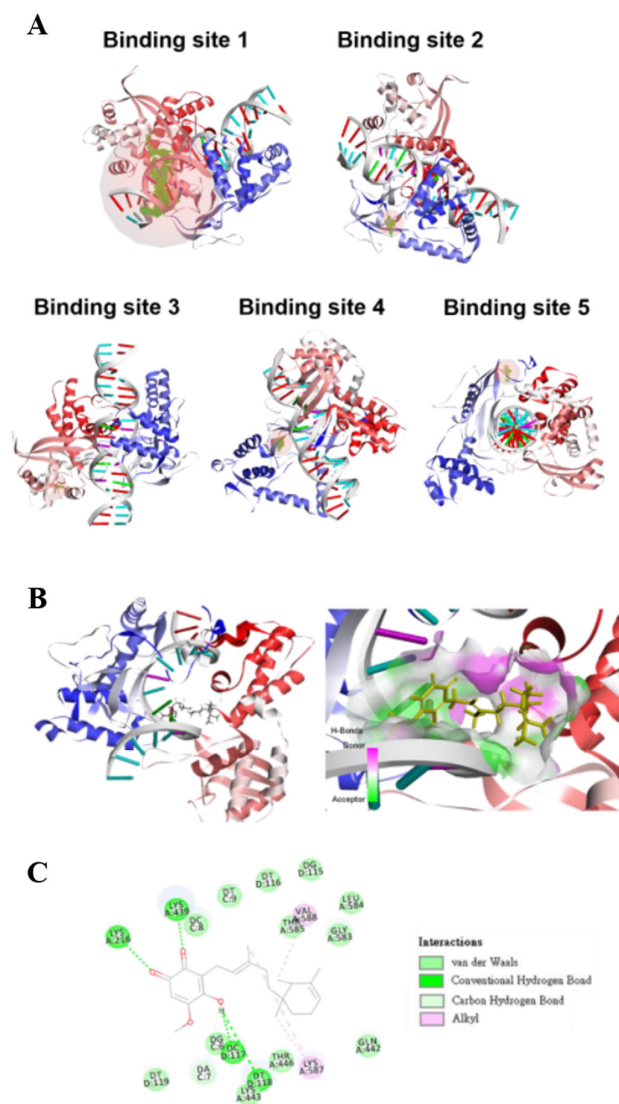 A
Binding site 1
Binding site 2
Binding site 3
Binding site 4
Binding site 5
B
H-Bonds
Donor
Acceptor
C
DG
D:115
DT
D:116
DT
C:9
LYS
A:439
DC
C:8
LEU
A:584
VAL
A:588
THR
A:585
GLY
A:583
LYS
A:216
O
O
O
O
H
DG
C:6
DC
D:117
THR
A:446
GLN
A:442
LYS
A:587
DT
D:119
DA
C:7
DT
D:118
LYS
A:443
Interactions
van der Waals
Conventional Hydrogen Bond
Carbon Hydrogen Bond
Alkyl